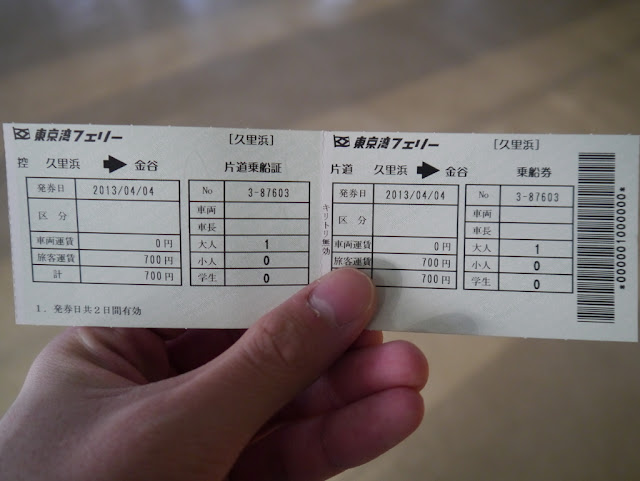 東京湾フェリー [久里浜]
控 久里浜 → 金谷 片道乗船証
発券日 2013/04/04
区分
車両運賃 0円
旅客運賃 700円
計 700円
No 3-87603
車両
車長
大人 1
小人 0
学生 0
1. 発券日共2日間有効
キリトリ無効
東京湾フェリー [久里浜]
片道 久里浜 → 金谷 乗船券
発券日 2013/04/04
区分
車両運賃 0円
旅客運賃 700円
700円
No 3-87603
車両
車長
大人 1
小人 0
学生 0
*0000010000000*